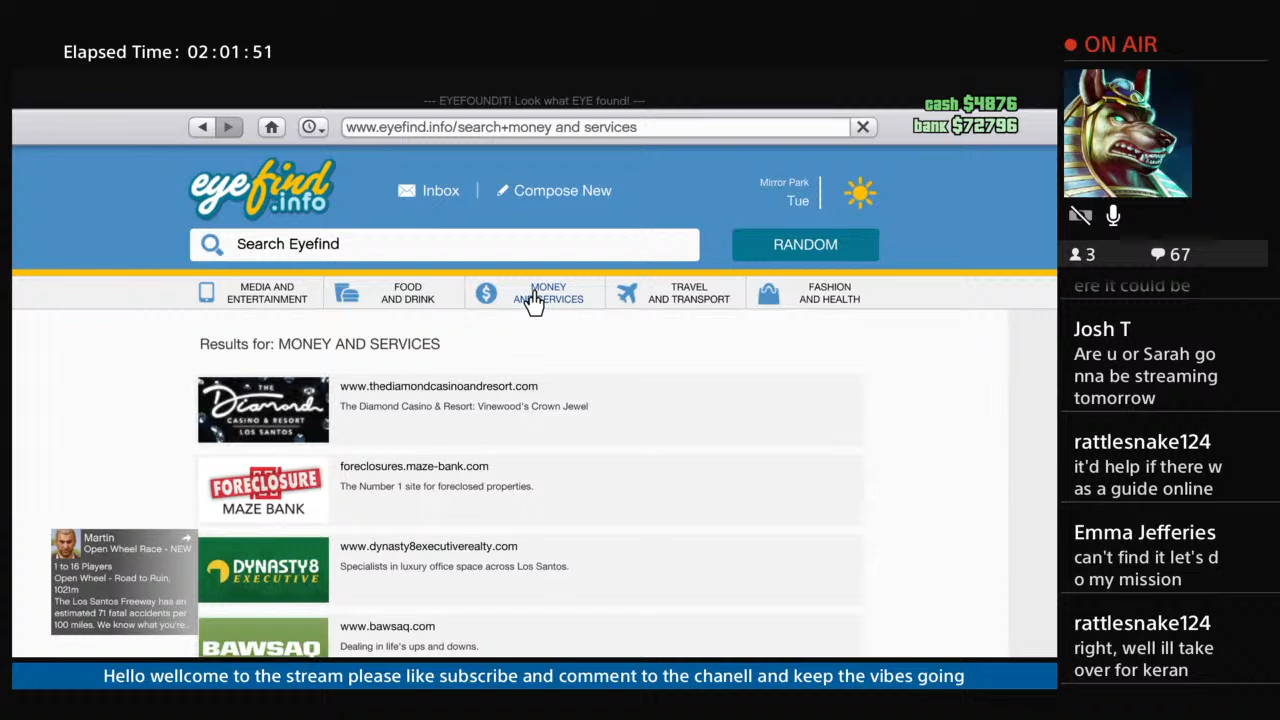 Elapsed Time: 02:01:51
ON AIR
--- EYEFOUNDIT! Look what EYE found! ---
cash $4876
bank $72796
www.eyefind.info/search+money and services
eyefind
.info
Inbox
Compose New
Mirror Park
Tue
Search Eyefind
RANDOM
MEDIA AND
ENTERTAINMENT
FOOD
AND DRINK
MONEY
AND SERVICES
TRAVEL
AND TRANSPORT
FASHION
AND HEALTH
Results for: MONEY AND SERVICES
THE
Diamond
CASINO & RESORT
LOS SANTOS
www.thediamondcasinoandresort.com
The Diamond Casino & Resort: Vinewood's Crown Jewel
FORECLOSURE
MAZE BANK
foreclosures.maze-bank.com
The Number 1 site for foreclosed properties.
DYNASTY8
EXECUTIVE
www.dynasty8executiverealty.com
Specialists in luxury office space across Los Santos.
BAWSAQ
www.bawsaq.com
Dealing in life's ups and downs.
Martin
Open Wheel Race - NEW
1 to 16 Players
Open Wheel - Road to Ruin,
1021m
The Los Santos Freeway has an
estimated 71 fatal accidents per
100 miles. We know what you're..
3
67
ere it could be
Josh T
Are u or Sarah go
nna be streaming
tomorrow
rattlesnake124
it'd help if there w
as a guide online
Emma Jefferies
can't find it let's d
o my mission
rattlesnake124
right, well ill take
over for keran
Hello wellcome to the stream please like subscribe and comment to the chanell and keep the vibes going